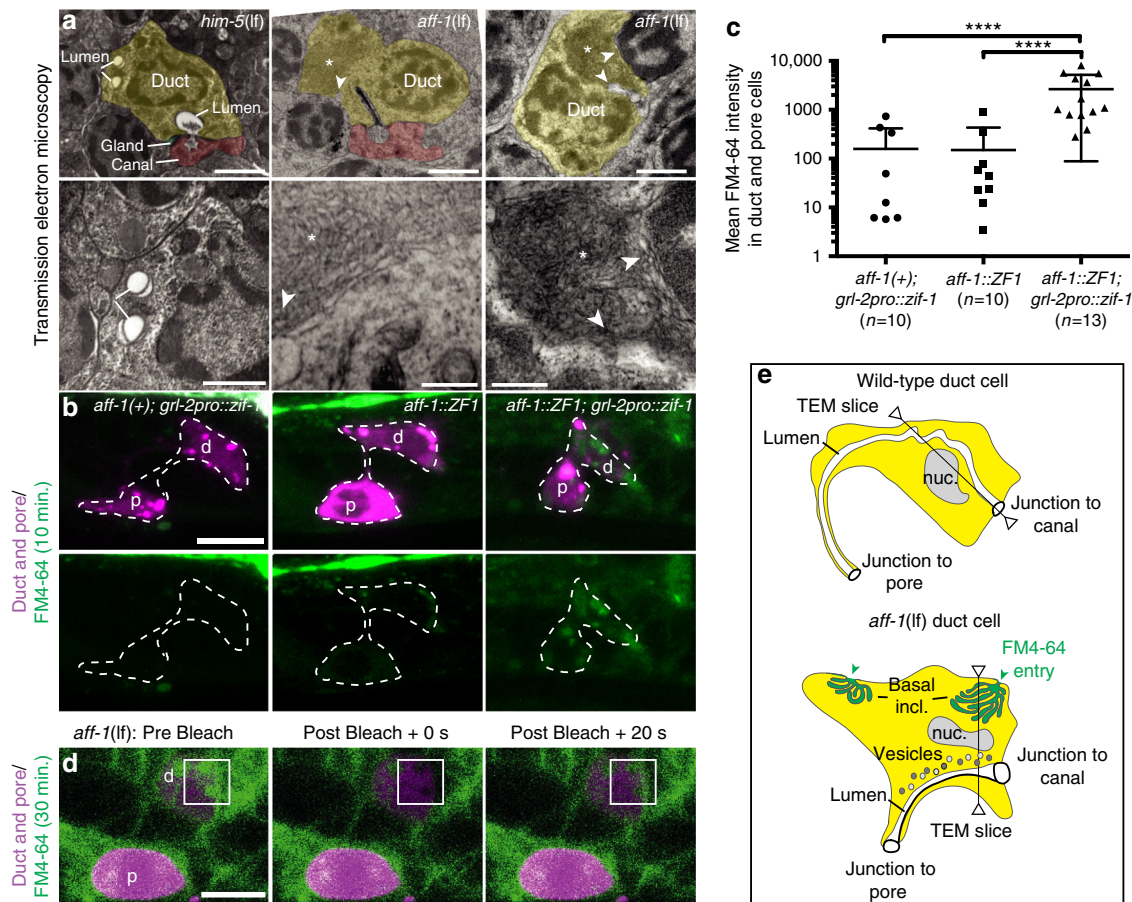 a
him-5(lf)
aff-1(lf)
aff-1(lf)
Lumen
Duct
Lumen
Gland
Canal
*
*
Duct
Transmission electron microscopy
*
*
b
aff-1(+); grl-2pro::zif-1
aff-1::ZF1
aff-1::ZF1; grl-2pro::zif-1
d
p
d
p
d
p
Duct and pore/
FM4-64 (10 min.)
c
****
****
Mean FM4-64 intensity
in duct and pore cells
10,000
1000
100
10
1
aff-1(+);
grl-2pro::zif-1
(n=10)
aff-1::ZF1
(n=10)
aff-1::ZF1;
grl-2pro::zif-1
(n=13)
d
aff-1(lf): Pre Bleach
Post Bleach + 0 s
Post Bleach + 20 s
d
p
Duct and pore/
FM4-64 (30 min.)
e
Wild-type duct cell
TEM slice
Lumen
nuc.
Junction to
canal
Junction to
pore
aff-1(lf) duct cell
FM4-64
entry
Basal
incl.
nuc.
Vesicles
Junction to
canal
Lumen
TEM slice
Junction to
pore